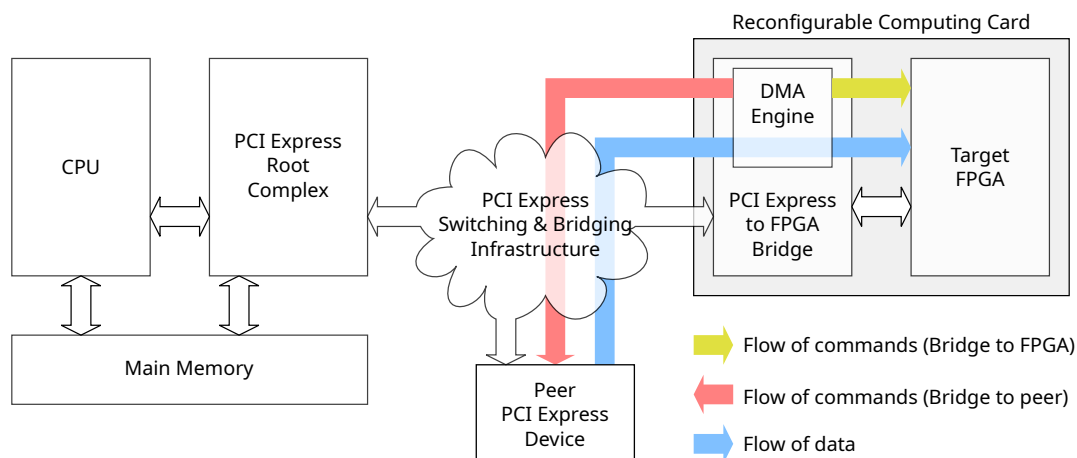 Reconfigurable Computing Card
CPU
PCI Express
Root
Complex
DMA
Engine
Target
FPGA
PCI Express
Switching & Bridging
Infrastructure
PCI Express
to FPGA
Bridge
Main Memory
Peer
PCI Express
Device
Flow of commands (Bridge to FPGA)
Flow of commands (Bridge to peer)
Flow of data